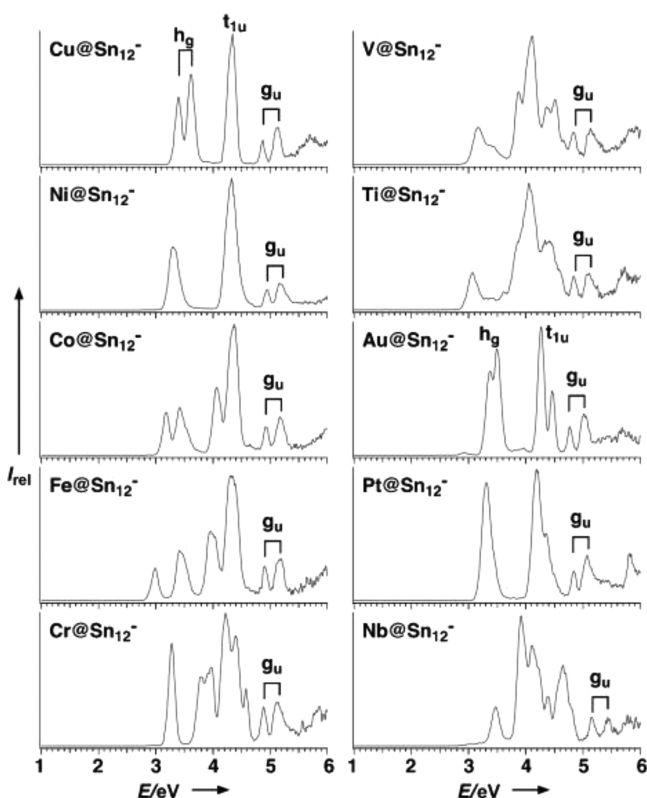 Cu@Sn12-
hg
t1u
gu
Ni@Sn12-
gu
Co@Sn12-
gu
Fe@Sn12-
gu
Cr@Sn12-
gu
V@Sn12-
gu
Ti@Sn12-
gu
Au@Sn12-
hg
t1u
gu
Pt@Sn12-
gu
Nb@Sn12-
gu
Irel
1 2 3 4 5 6
1 2 3 4 5 6
E/eV
E/eV